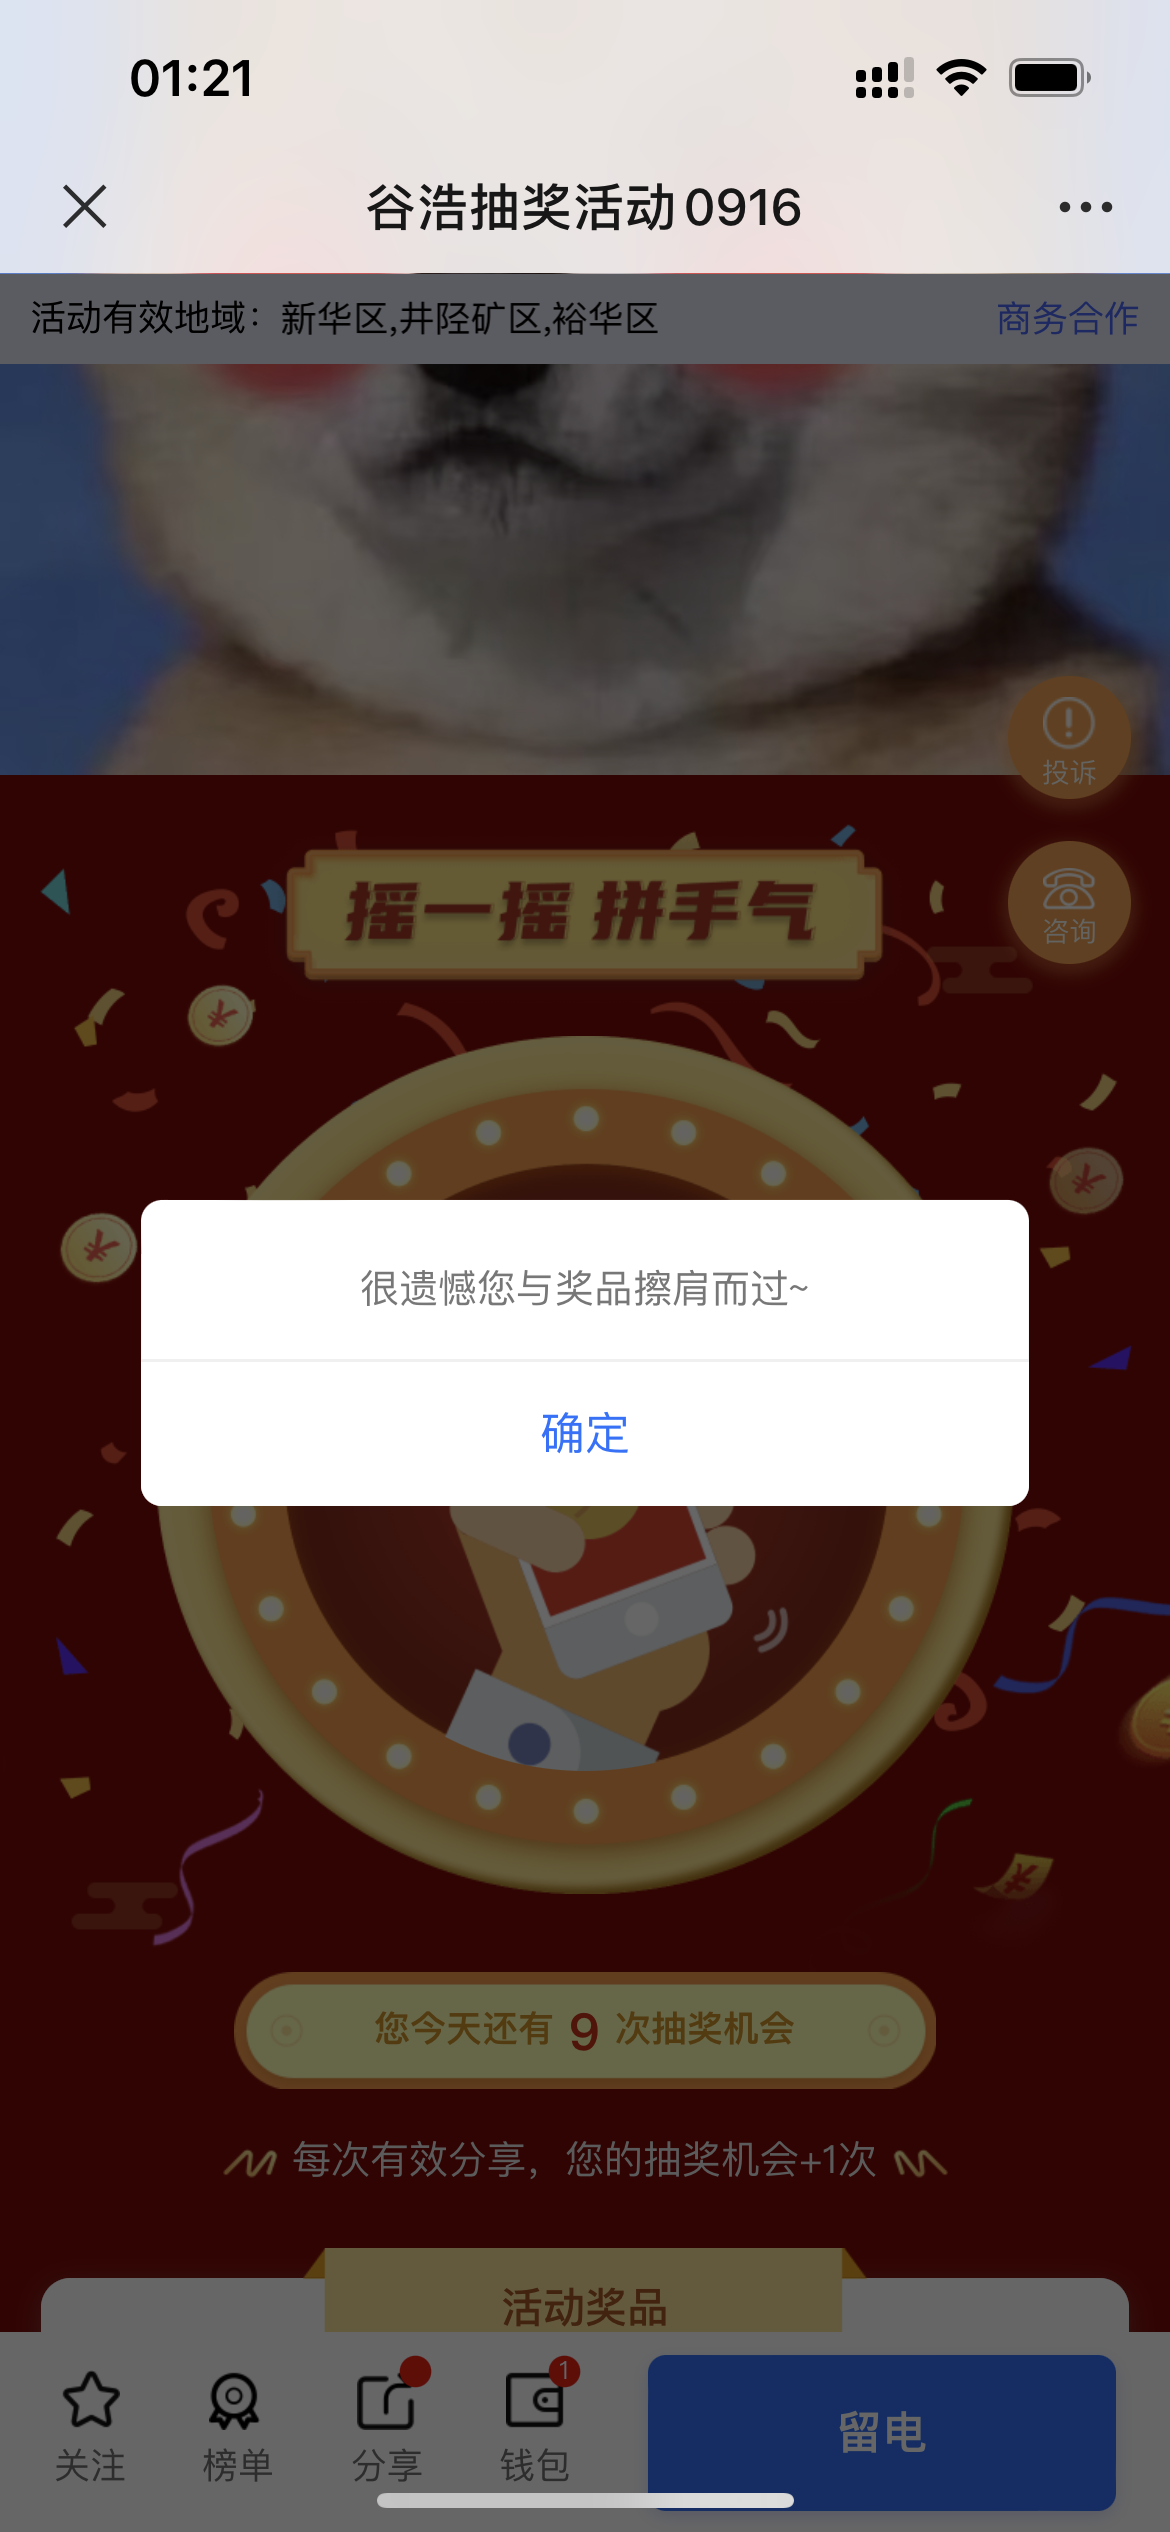 01:21
谷浩抽奖活动0916
活动有效地域：新华区,井陉矿区,裕华区
商务合作
投诉
咨询
摇一摇 拼手气
很遗憾您与奖品擦肩而过~
确定
您今天还有 9 次抽奖机会
每次有效分享，您的抽奖机会+1次
活动奖品
1
关注
榜单
分享
钱包
留电